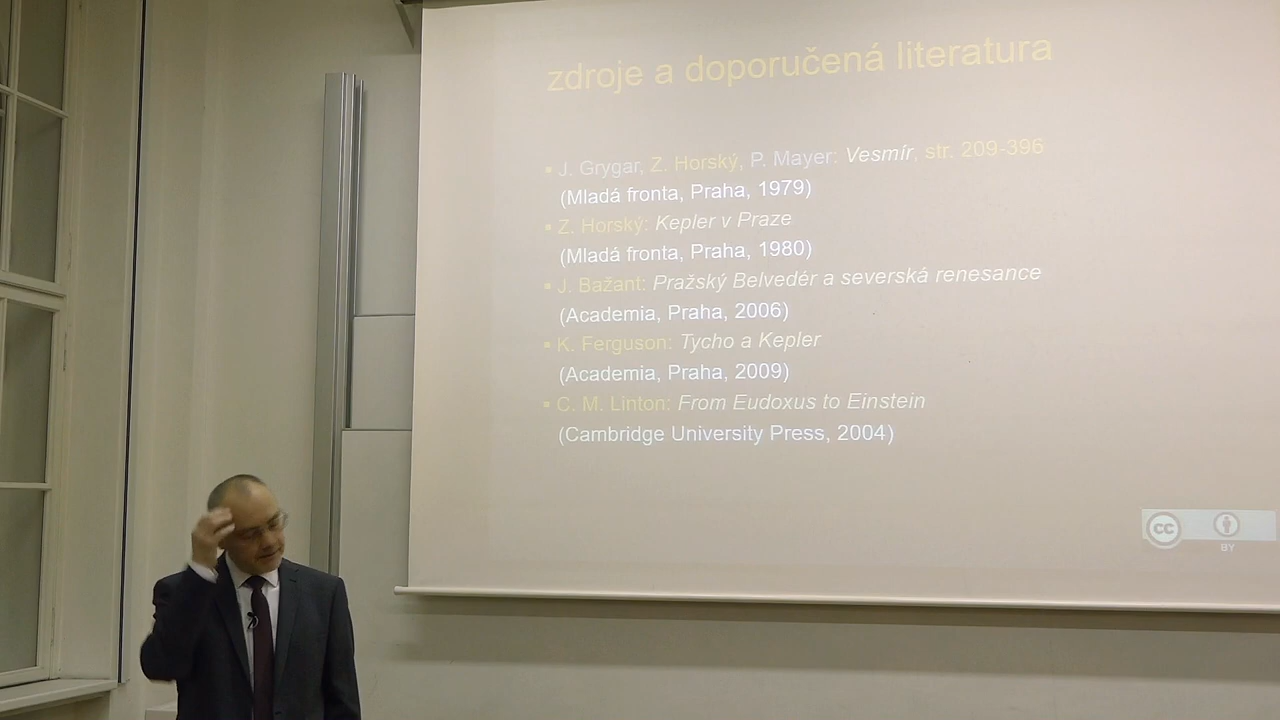 zdroje a doporučená literatura
▪ J. Grygar, Z. Horský, P. Mayer: Vesmír, str. 209-396
(Mladá fronta, Praha, 1979)
▪ Z. Horský: Kepler v Praze
(Mladá fronta, Praha, 1980)
▪ J. Bažant: Pražský Belvedér a severská renesance
(Academia, Praha, 2006)
▪ K. Ferguson: Tycho a Kepler
(Academia, Praha, 2009)
▪ C. M. Linton: From Eudoxus to Einstein
(Cambridge University Press, 2004)
cc
BY